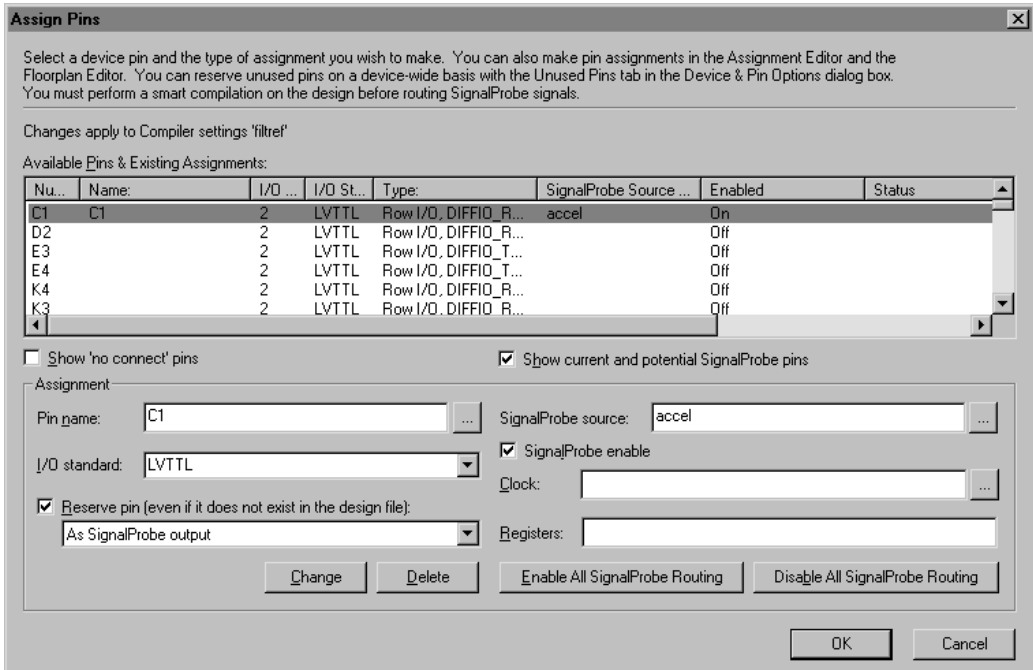 Assign Pins
Select a device pin and the type of assignment you wish to make. You can also make pin assignments in the Assignment Editor and the
Floorplan Editor. You can reserve unused pins on a device-wide basis with the Unused Pins tab in the Device & Pin Options dialog box.
You must perform a smart compilation on the design before routing SignalProbe signals.
Changes apply to Compiler settings 'filtref'
Available Pins & Existing Assignments:
Nu... Name: I/O ... I/O St... Type: SignalProbe Source ... Enabled Status
C1 C1 2 LVTTL Row I/O, DIFFIO_R... accel On
D2 2 LVTTL Row I/O, DIFFIO_R... Off
E3 2 LVTTL Row I/O, DIFFIO_T... Off
E4 2 LVTTL Row I/O, DIFFIO_T... Off
K4 2 LVTTL Row I/O, DIFFIO_R... Off
K3 2 LVTTL Row I/O, DIFFIO_R... Off
Show 'no connect' pins
Show current and potential SignalProbe pins
Assignment
Pin name: C1 ... SignalProbe source: accel ...
SignalProbe enable
I/O standard: LVTTL
Clock: ...
Reserve pin (even if it does not exist in the design file):
As SignalProbe output Registers:
Change Delete Enable All SignalProbe Routing Disable All SignalProbe Routing
OK Cancel